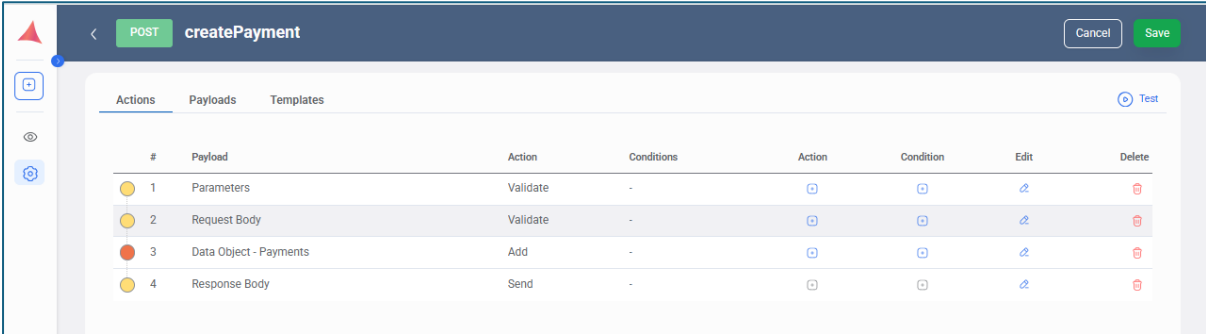 POST createPayment Cancel Save
Actions Payloads Templates Test
# Payload Action Conditions Action Condition Edit Delete
1 Parameters Validate -
2 Request Body Validate -
3 Data Object - Payments Add -
4 Response Body Send -